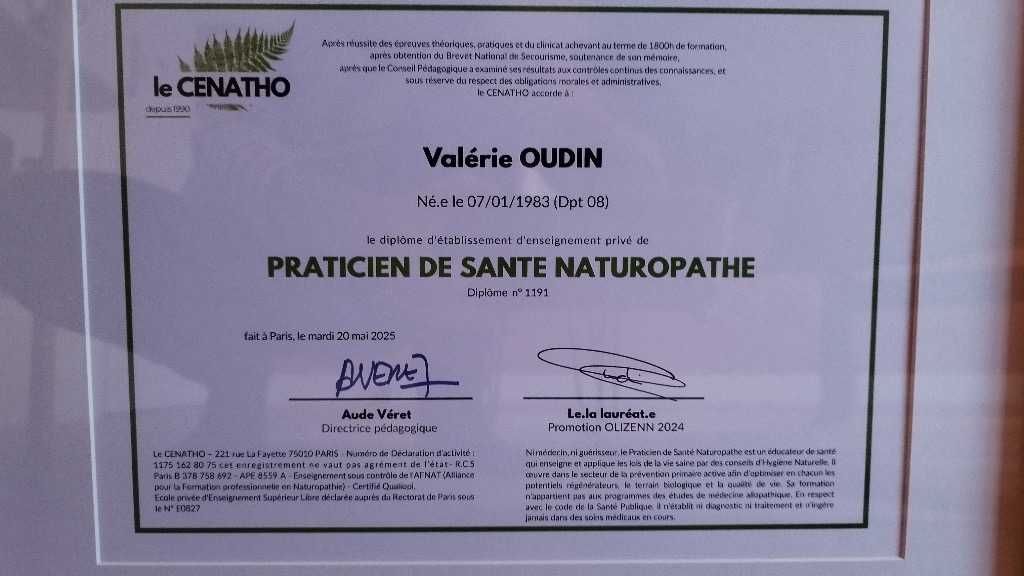 le CENATHO
depuis 1990
Après réussite des épreuves théoriques, pratiques et du clinicat achevant au terme de 1800h de formation,
après obtention du Brevet National de Secourisme, soutenance de son mémoire,
après que le Conseil Pédagogique a examiné ses résultats aux contrôles continus des connaissances, et
sous réserve du respect des obligations morales et administratives,
le CENATHO accorde à :
Valérie OUDIN
Né.e le 07/01/1983 (Dpt 08)
le diplôme d'établissement d'enseignement privé de
PRATICIEN DE SANTE NATUROPATHE
Diplôme n° 1191
fait à Paris, le mardi 20 mai 2025
Aude Véret
Directrice pédagogique
Le.la lauréat.e
Promotion OLIZENN 2024
Le CENATHO – 221 rue La Fayette 75010 PARIS - Numéro de Déclaration d'activité :
1175 162 80 75 cet enregistrement ne vaut pas agrément de l'état- R.C.S
Paris B 378 758 692 - APE 8559 A - Enseignement sous contrôle de l'AFNAT (Alliance
pour la Formation professionnelle en Naturopathie) - Certifié Qualiopi.
Ecole privée d'Enseignement Supérieur Libre déclarée auprès du Rectorat de Paris sous
le N° E0827
Ni médecin, ni guérisseur, le Praticien de Santé Naturopathe est un éducateur de santé
qui enseigne et applique les lois de la vie saine par des conseils d'Hygiène Naturelle. Il
œuvre dans le secteur de la prévention primaire active afin d'optimiser en chacun les
potentiels régénérateurs, le terrain biologique et la qualité de vie. Sa formation
n'appartient pas aux programmes des études de médecine allopathique. En respect
avec le code de la Santé Publique, il n'établit ni diagnostic ni traitement et n'ingère
jamais dans des soins médicaux en cours.